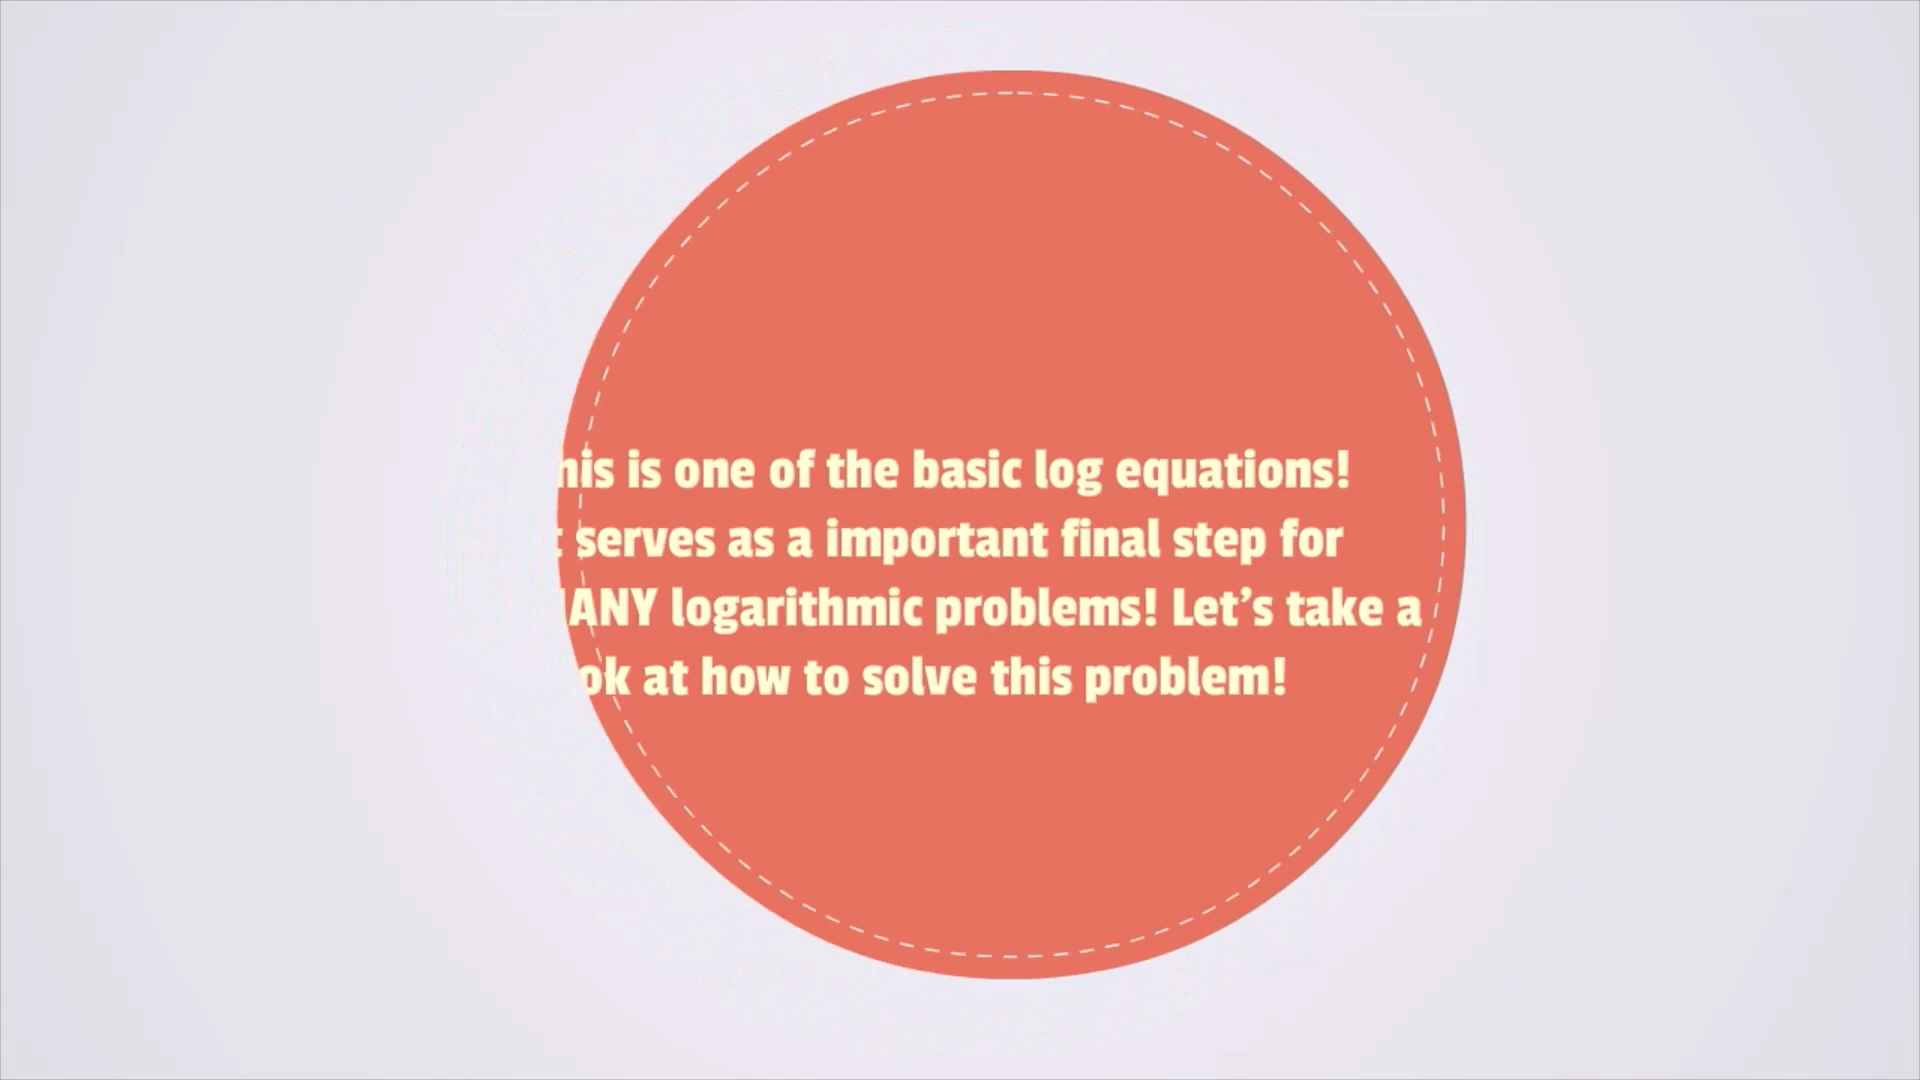 his is one of the basic log equations!
serves as a important final step for
ANY logarithmic problems! Let's take a
ok at how to solve this problem!